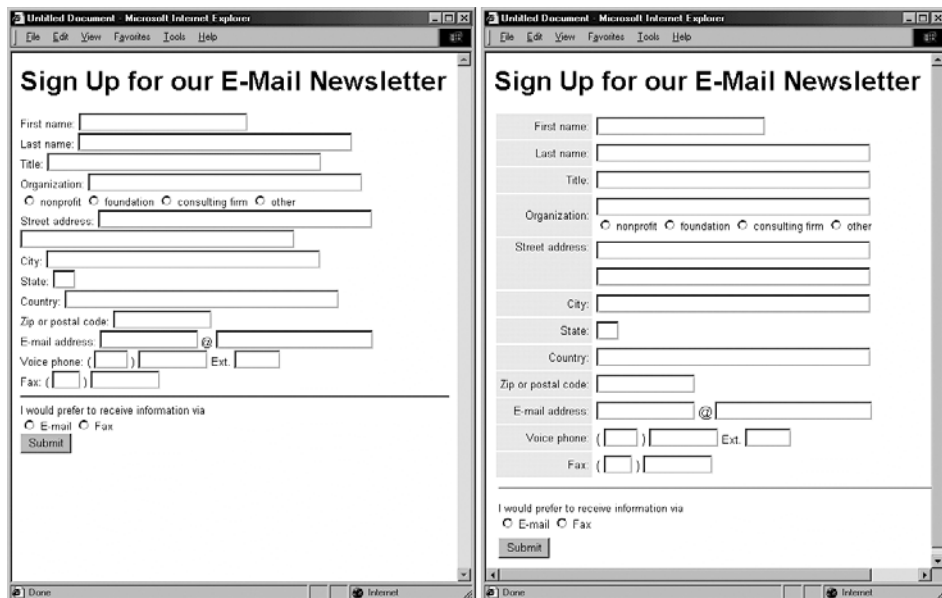 Untitled Document - Microsoft Internet Explorer
File Edit View Favorites Tools Help
Sign Up for our E-Mail Newsletter
First name:
Last name:
Title:
Organization:
nonprofit foundation consulting firm other
Street address:
City:
State:
Country:
Zip or postal code:
E-mail address: @
Voice phone: ( ) Ext.
Fax: ( )
I would prefer to receive information via
E-mail Fax
Submit
Done Internet
Untitled Document - Microsoft Internet Explorer
File Edit View Favorites Tools Help
Sign Up for our E-Mail Newsletter
First name:
Last name:
Title:
Organization:
nonprofit foundation consulting firm other
Street address:
City:
State:
Country:
Zip or postal code:
E-mail address: @
Voice phone: ( ) Ext.
Fax: ( )
I would prefer to receive information via
E-mail Fax
Submit
Done Internet